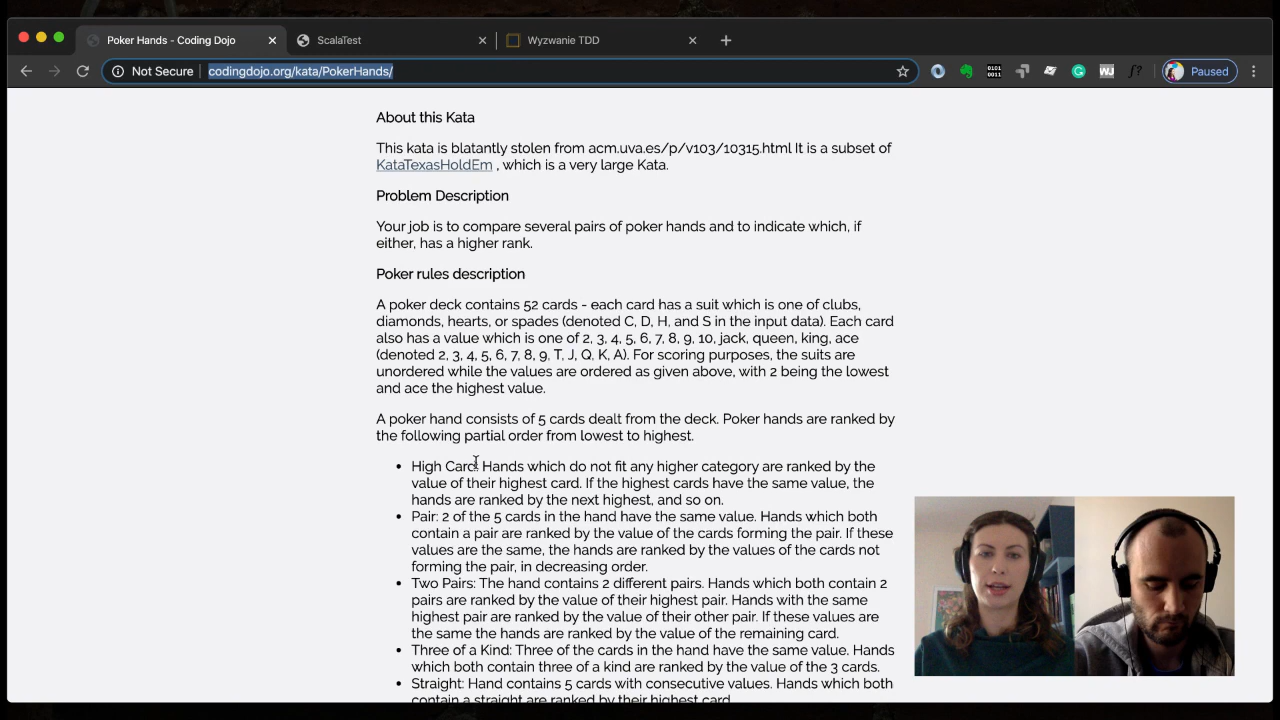 Poker Hands - Coding Dojo
ScalaTest
Wyzwanie TDD
Not Secure
codingdojo.org/kata/PokerHands/
0101
0011
G
WJ
f?
Paused
About this Kata
This kata is blatantly stolen from acm.uva.es/p/v103/10315.html It is a subset of
KataTexasHoldEm , which is a very large Kata.
Problem Description
Your job is to compare several pairs of poker hands and to indicate which, if
either, has a higher rank.
Poker rules description
A poker deck contains 52 cards - each card has a suit which is one of clubs,
diamonds, hearts, or spades (denoted C, D, H, and S in the input data). Each card
also has a value which is one of 2, 3, 4, 5, 6, 7, 8, 9, 10, jack, queen, king, ace
(denoted 2, 3, 4, 5, 6, 7, 8, 9, T, J, Q, K, A). For scoring purposes, the suits are
unordered while the values are ordered as given above, with 2 being the lowest
and ace the highest value.
A poker hand consists of 5 cards dealt from the deck. Poker hands are ranked by
the following partial order from lowest to highest.
• High Card: Hands which do not fit any higher category are ranked by the
value of their highest card. If the highest cards have the same value, the
hands are ranked by the next highest, and so on.
• Pair: 2 of the 5 cards in the hand have the same value. Hands which both
contain a pair are ranked by the value of the cards forming the pair. If these
values are the same, the hands are ranked by the values of the cards not
forming the pair, in decreasing order.
• Two Pairs: The hand contains 2 different pairs. Hands which both contain 2
pairs are ranked by the value of their highest pair. Hands with the same
highest pair are ranked by the value of their other pair. If these values are
the same the hands are ranked by the value of the remaining card.
• Three of a Kind: Three of the cards in the hand have the same value. Hands
which both contain three of a kind are ranked by the value of the 3 cards.
• Straight: Hand contains 5 cards with consecutive values. Hands which both
contain a straight are ranked by their highest card.